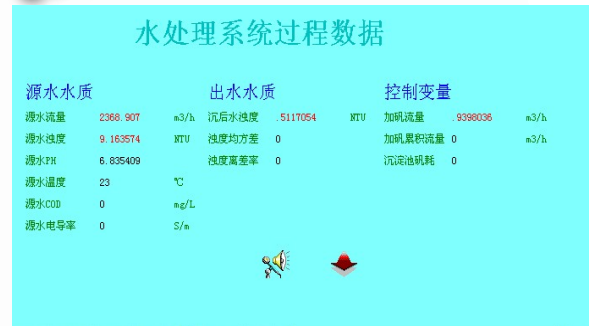 水处理系统过程数据
源水水质 出水水质 控制变量
源水流量 2368.907 m3/h 沉后水浊度 .5117054 NTU 加矾流量 .9398036 m3/h
源水浊度 9.163574 NTU 浊度均方差 0 加矾累积流量 0 m3/h
源水PH 6.835409 浊度离差率 0 沉淀池矾耗 0
源水温度 23 ℃
源水COD 0 mg/L
源水电导率 0 S/m